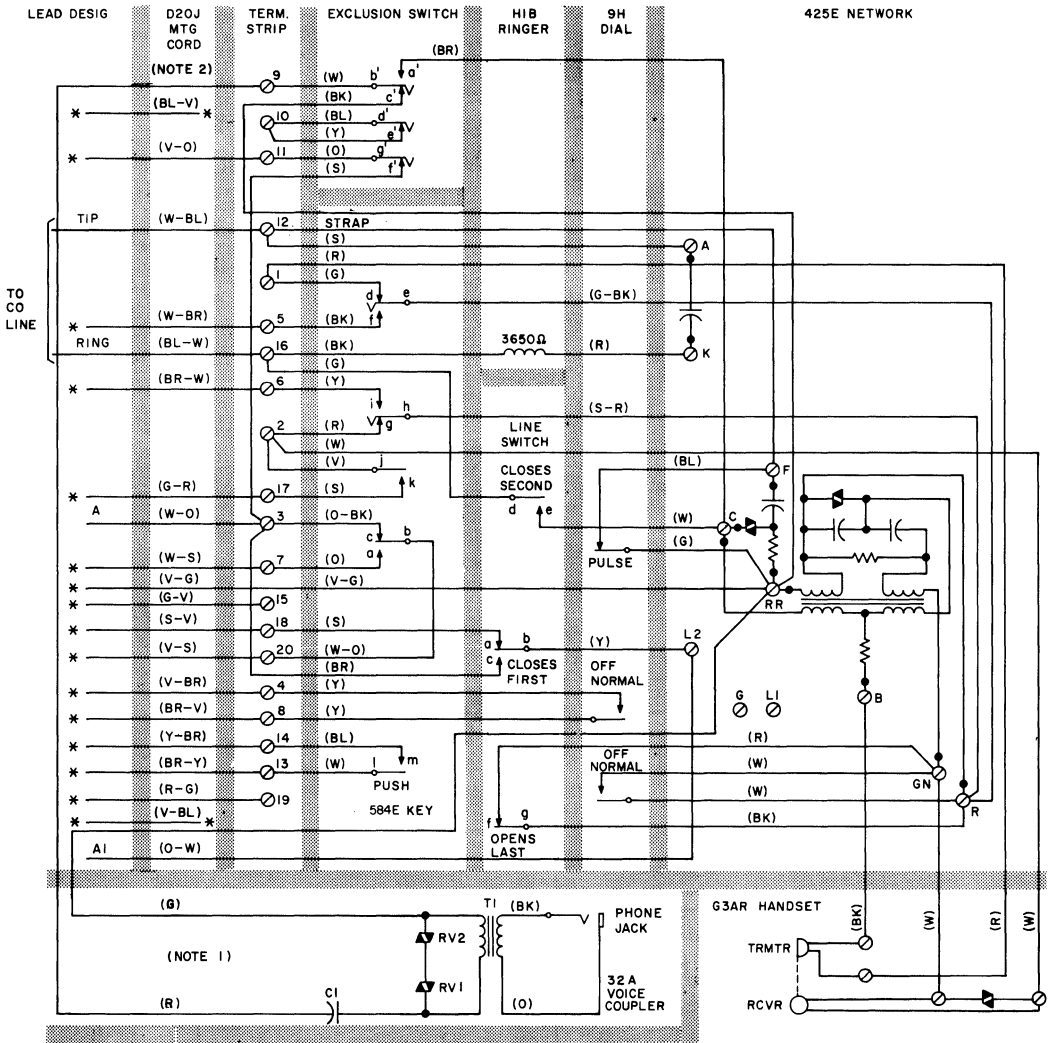 LEAD DESIG D20J MTG CORD TERM. STRIP EXCLUSION SWITCH H1B RINGER 9H DIAL 425E NETWORK
(NOTE 2) 9 (W) b' a' (BR)
* (BL-V) * (BK) c'
10 (BL) d'
(Y) e'
* (V-O) 11 (O) g'
(S) f'
TIP (W-BL) 12 STRAP
(S) A
(R)
1 (G)
TO CO LINE
d e (G-BK)
* (W-BR) 5 (BK) f
RING (BL-W) 16 (BK) 3650Ω (R) K
(G)
* (BR-W) 6 (Y)
i h (S-R)
2 (R) g LINE SWITCH
(W)
(V) j CLOSES SECOND (BL) F
* (G-R) 17 (S) k d e
A (W-O) 3 (O-BK) (W) C
c b (G)
* (W-S) 7 (O) a PULSE
* (V-G) (V-G)
* (G-V) 15 RR
* (S-V) 18 (S)
a b (Y) L2
* (V-S) 20 (W-O) c CLOSES FIRST OFF NORMAL
(BR)
* (V-BR) 4 (Y) B
* (BR-V) 8 (Y) G L1
* (Y-BR) 14 (BL) (R)
m OFF NORMAL
* (BR-Y) 13 (W) l PUSH (W) GN
* (R-G) 19 (W) R
584E KEY
* (V-BL) * f g (BK)
OPENS LAST
A1 (O-W)
(G) T1 (BK) PHONE JACK G3AR HANDSET (BK) (W) (R) (W)
RV2
(NOTE 1) TRMTR
RV1 32A VOICE COUPLER
(R) C1 (O) RCVR